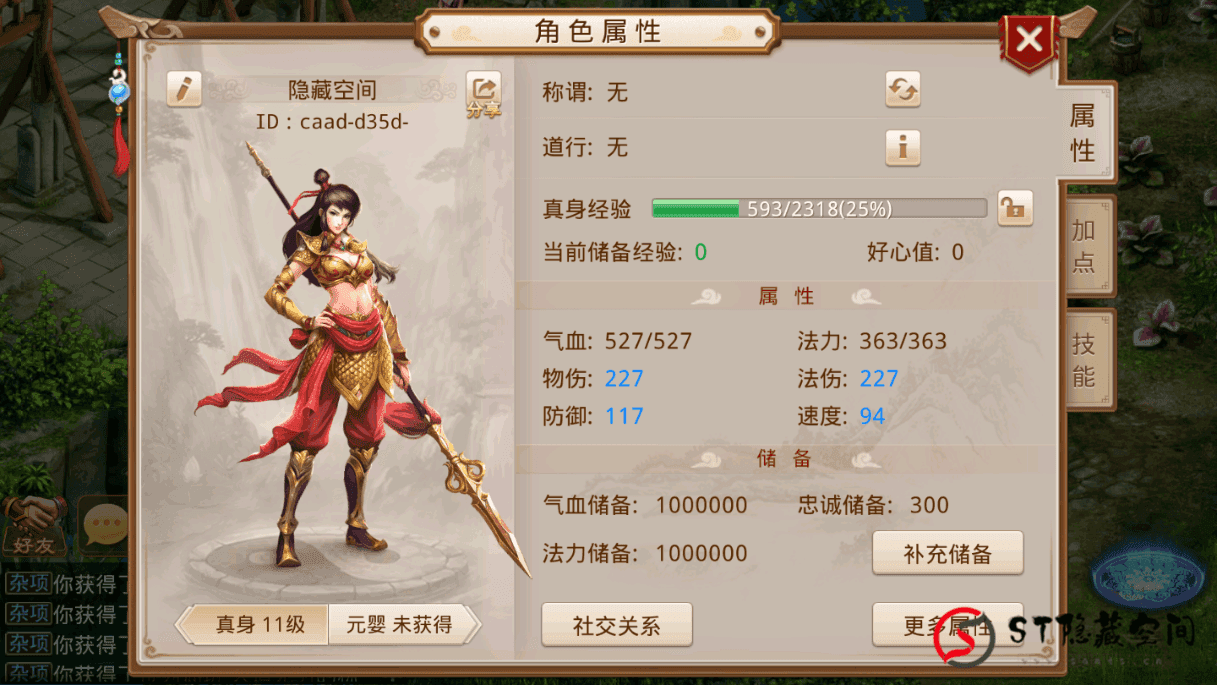 角色属性
隐藏空间
分享
ID：caad-d35d-
称谓: 无
道行: 无
真身经验 593/2318(25%)
当前储备经验: 0 好心值: 0
属 性
气血: 527/527 法力: 363/363
物伤: 227 法伤: 227
防御: 117 速度: 94
储 备
气血储备: 1000000 忠诚储备: 300
法力储备: 1000000
补充储备
真身 11级 元婴 未获得
社交关系
更多属性
属性
加点
技能
好友
杂项 你获得了
杂项 你获得了
杂项 你获得了
杂项 你获得了
ST隐藏空间